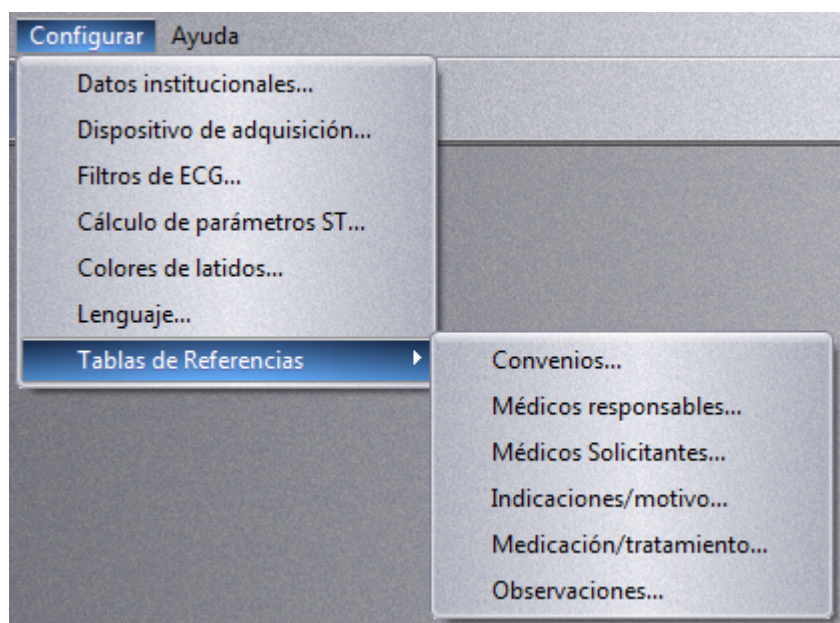 Configurar Ayuda
Datos institucionales...
Dispositivo de adquisición...
Filtros de ECG...
Cálculo de parámetros ST...
Colores de latidos...
Lenguaje...
Tablas de Referencias
Convenios...
Médicos responsables...
Médicos Solicitantes...
Indicaciones/motivo...
Medicación/tratamiento...
Observaciones...